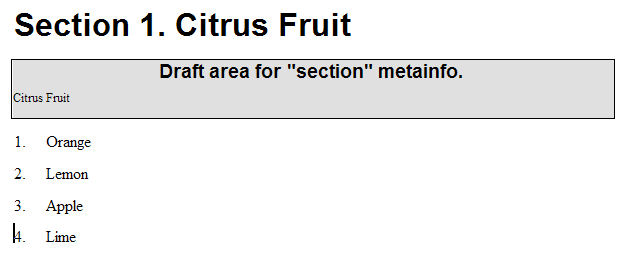 Section 1. Citrus Fruit
Draft area for "section" metainfo.
Citrus Fruit
1. Orange
2. Lemon
3. Apple
4. Lime